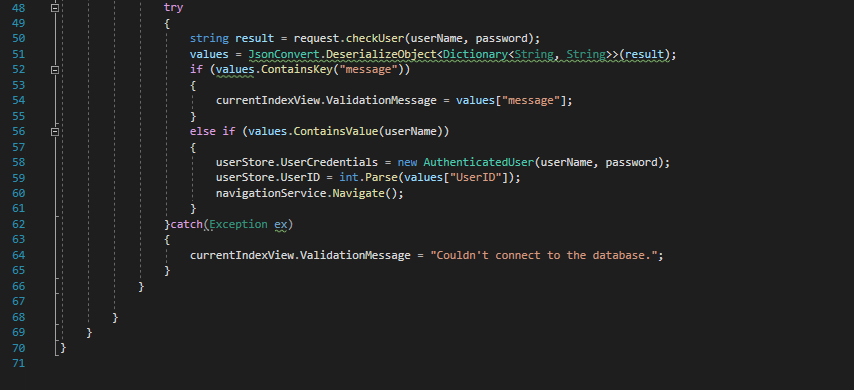 48 try
49 {
50 string result = request.checkUser(userName, password);
51 values = JsonConvert.DeserializeObject<Dictionary<String, String>>(result);
52 if (values.ContainsKey("message"))
53 {
54 currentIndexView.ValidationMessage = values["message"];
55 }
56 else if (values.ContainsValue(userName))
57 {
58 userStore.UserCredentials = new AuthenticatedUser(userName, password);
59 userStore.UserID = int.Parse(values["UserID"]);
60 navigationService.Navigate();
61 }
62 }catch(Exception ex)
63 {
64 currentIndexView.ValidationMessage = "Couldn't connect to the database.";
65 }
66 }
67
68 }
69 }
70 }
71